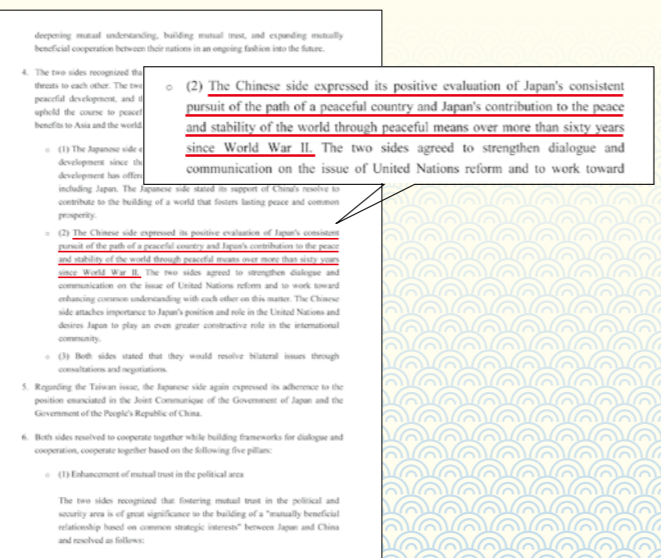 deepening mutual understanding, building mutual trust, and expanding mutually
beneficial cooperation between their nations in an ongoing fashion into the future.
4. The two sides recognized tha
threats to each other. The two
peaceful development, and t
uphold the course to peacef
benefits to Asia and the world.
(1) The Japanese side e
development since th
development has offer
including Japan. The Japanese side stated its support of China's resolve to
contribute to the building of a world that fosters lasting peace and common
prosperity.
(2) The Chinese side expressed its positive evaluation of Japan's consistent
pursuit of the path of a peaceful country and Japan's contribution to the peace
and stability of the world through peaceful means over more than sixty years
since World War II. The two sides agreed to strengthen dialogue and
communication on the issue of United Nations reform and to work toward
(2) The Chinese side expressed its positive evaluation of Japan's consistent
pursuit of the path of a peaceful country and Japan's contribution to the peace
and stability of the world through peaceful means over more than sixty years
since World War II. The two sides agreed to strengthen dialogue and
communication on the issue of United Nations reform and to work toward
enhancing common understanding with each other on this matter. The Chinese
side attaches importance to Japan's position and role in the United Nations and
desires Japan to play an even greater constructive role in the international
community.
(3) Both sides stated that they would resolve bilateral issues through
consultations and negotiations.
5. Regarding the Taiwan issue, the Japanese side again expressed its adherence to the
position enunciated in the Joint Communique of the Government of Japan and the
Government of the People's Republic of China.
6. Both sides resolved to cooperate together while building frameworks for dialogue and
cooperation, cooperate together based on the following five pillars:
(1) Enhancement of mutual trust in the political area
The two sides recognized that fostering mutual trust in the political and
security area is of great significance to the building of a "mutually beneficial
relationship based on common strategic interests" between Japan and China
and resolved as follows: